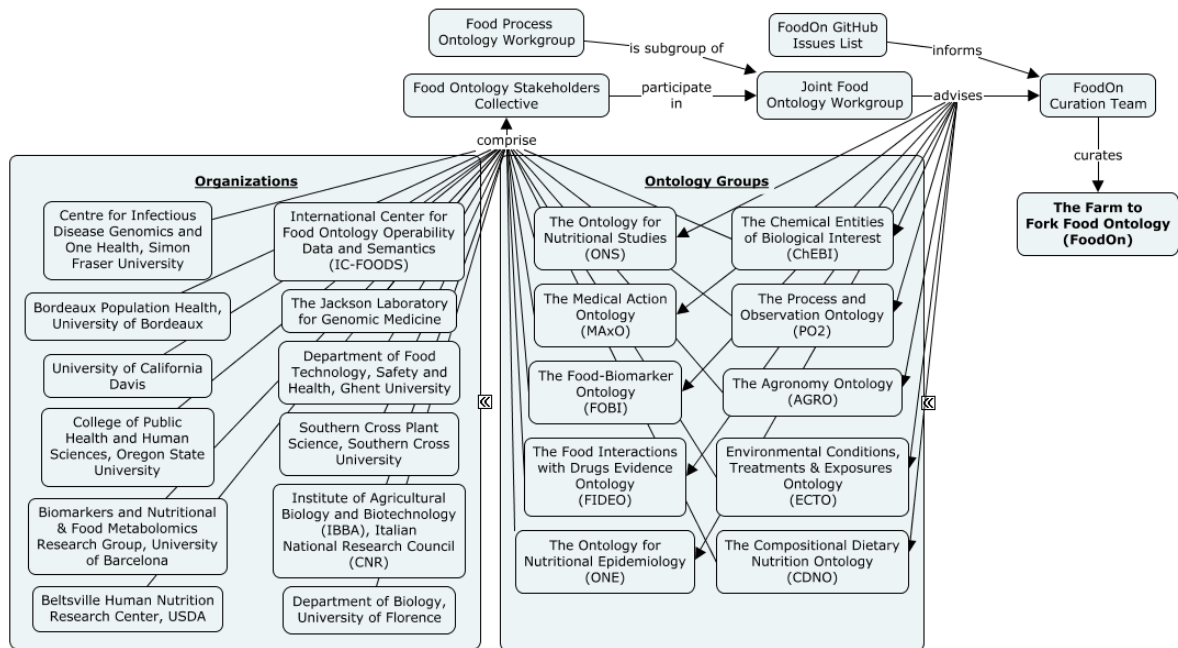 Food Process
Ontology Workgroup
FoodOn GitHub
Issues List
is subgroup of
informs
Food Ontology Stakeholders
Collective
participate
in
Joint Food
Ontology Workgroup
advises
FoodOn
Curation Team
comprise
curates
The Farm to
Fork Food Ontology
(FoodOn)
Organizations
Centre for Infectious
Disease Genomics and
One Health, Simon
Fraser University
International Center for
Food Ontology Operability
Data and Semantics
(IC-FOODS)
Bordeaux Population Health,
University of Bordeaux
The Jackson Laboratory
for Genomic Medicine
University of California
Davis
Department of Food
Technology, Safety and
Health, Ghent University
College of Public
Health and Human
Sciences, Oregon State
University
Southern Cross Plant
Science, Southern Cross
University
Biomarkers and Nutritional
& Food Metabolomics
Research Group, University
of Barcelona
Institute of Agricultural
Biology and Biotechnology
(IBBA), Italian
National Research Council
(CNR)
Beltsville Human Nutrition
Research Center, USDA
Department of Biology,
University of Florence
Ontology Groups
The Ontology for
Nutritional Studies
(ONS)
The Chemical Entities
of Biological Interest
(ChEBI)
The Medical Action
Ontology
(MAxO)
The Process and
Observation Ontology
(PO2)
The Food-Biomarker
Ontology
(FOBI)
The Agronomy Ontology
(AGRO)
The Food Interactions
with Drugs Evidence
Ontology
(FIDEO)
Environmental Conditions,
Treatments & Exposures
Ontology
(ECTO)
The Ontology for
Nutritional Epidemiology
(ONE)
The Compositional Dietary
Nutrition Ontology
(CDNO)